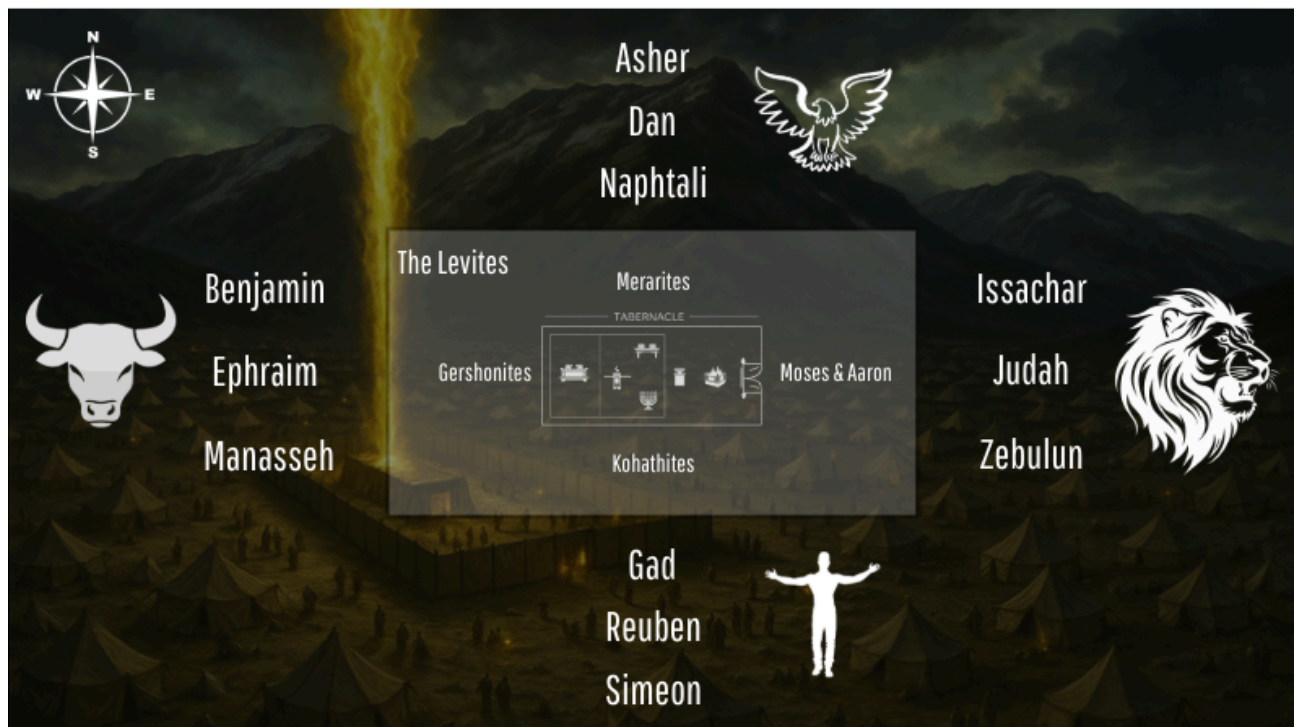 N
W E
S
Asher
Dan
Naphtali
The Levites
Merarites
TABERNACLE
Gershonites
Moses & Aaron
Kohathites
Benjamin
Ephraim
Manasseh
Issachar
Judah
Zebulun
Gad
Reuben
Simeon